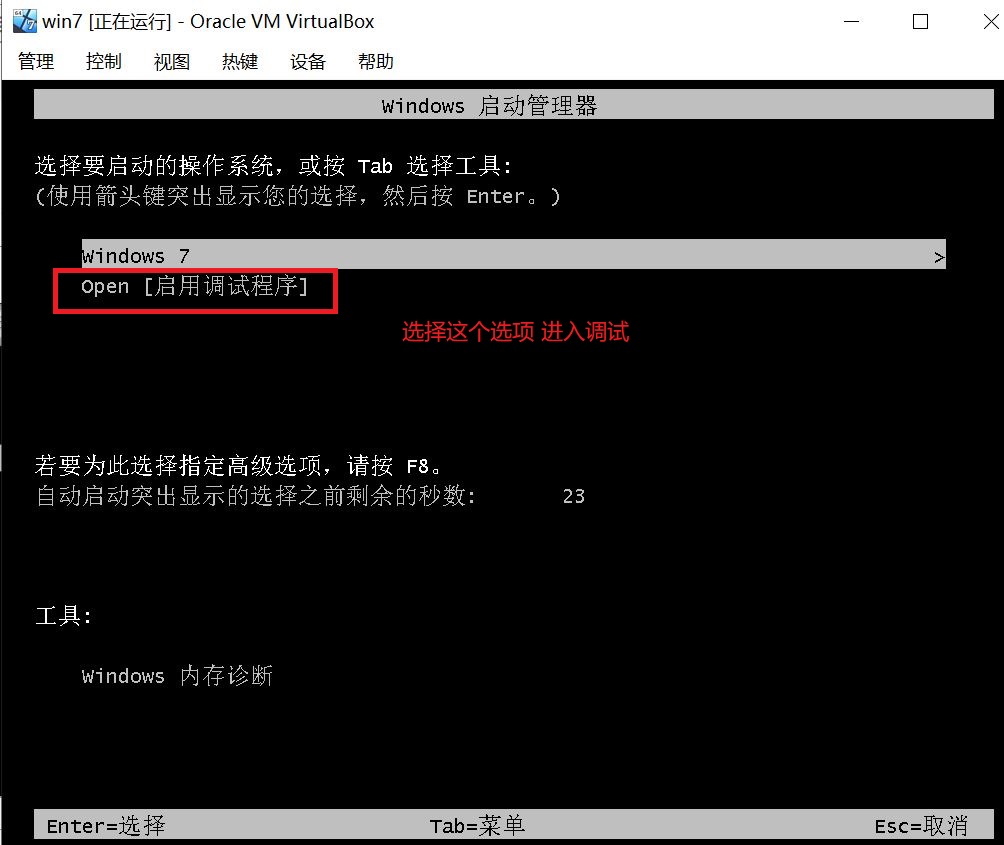 win7 [正在运行] - Oracle VM VirtualBox
管理 控制 视图 热键 设备 帮助
Windows 启动管理器
选择要启动的操作系统，或按 Tab 选择工具:
(使用箭头键突出显示您的选择，然后按 Enter。)
Windows 7 >
Open [启用调试程序]
选择这个选项 进入调试
若要为此选择指定高级选项，请按 F8。
自动启动突出显示的选择之前剩余的秒数: 23
工具:
Windows 内存诊断
Enter=选择 Tab=菜单 Esc=取消